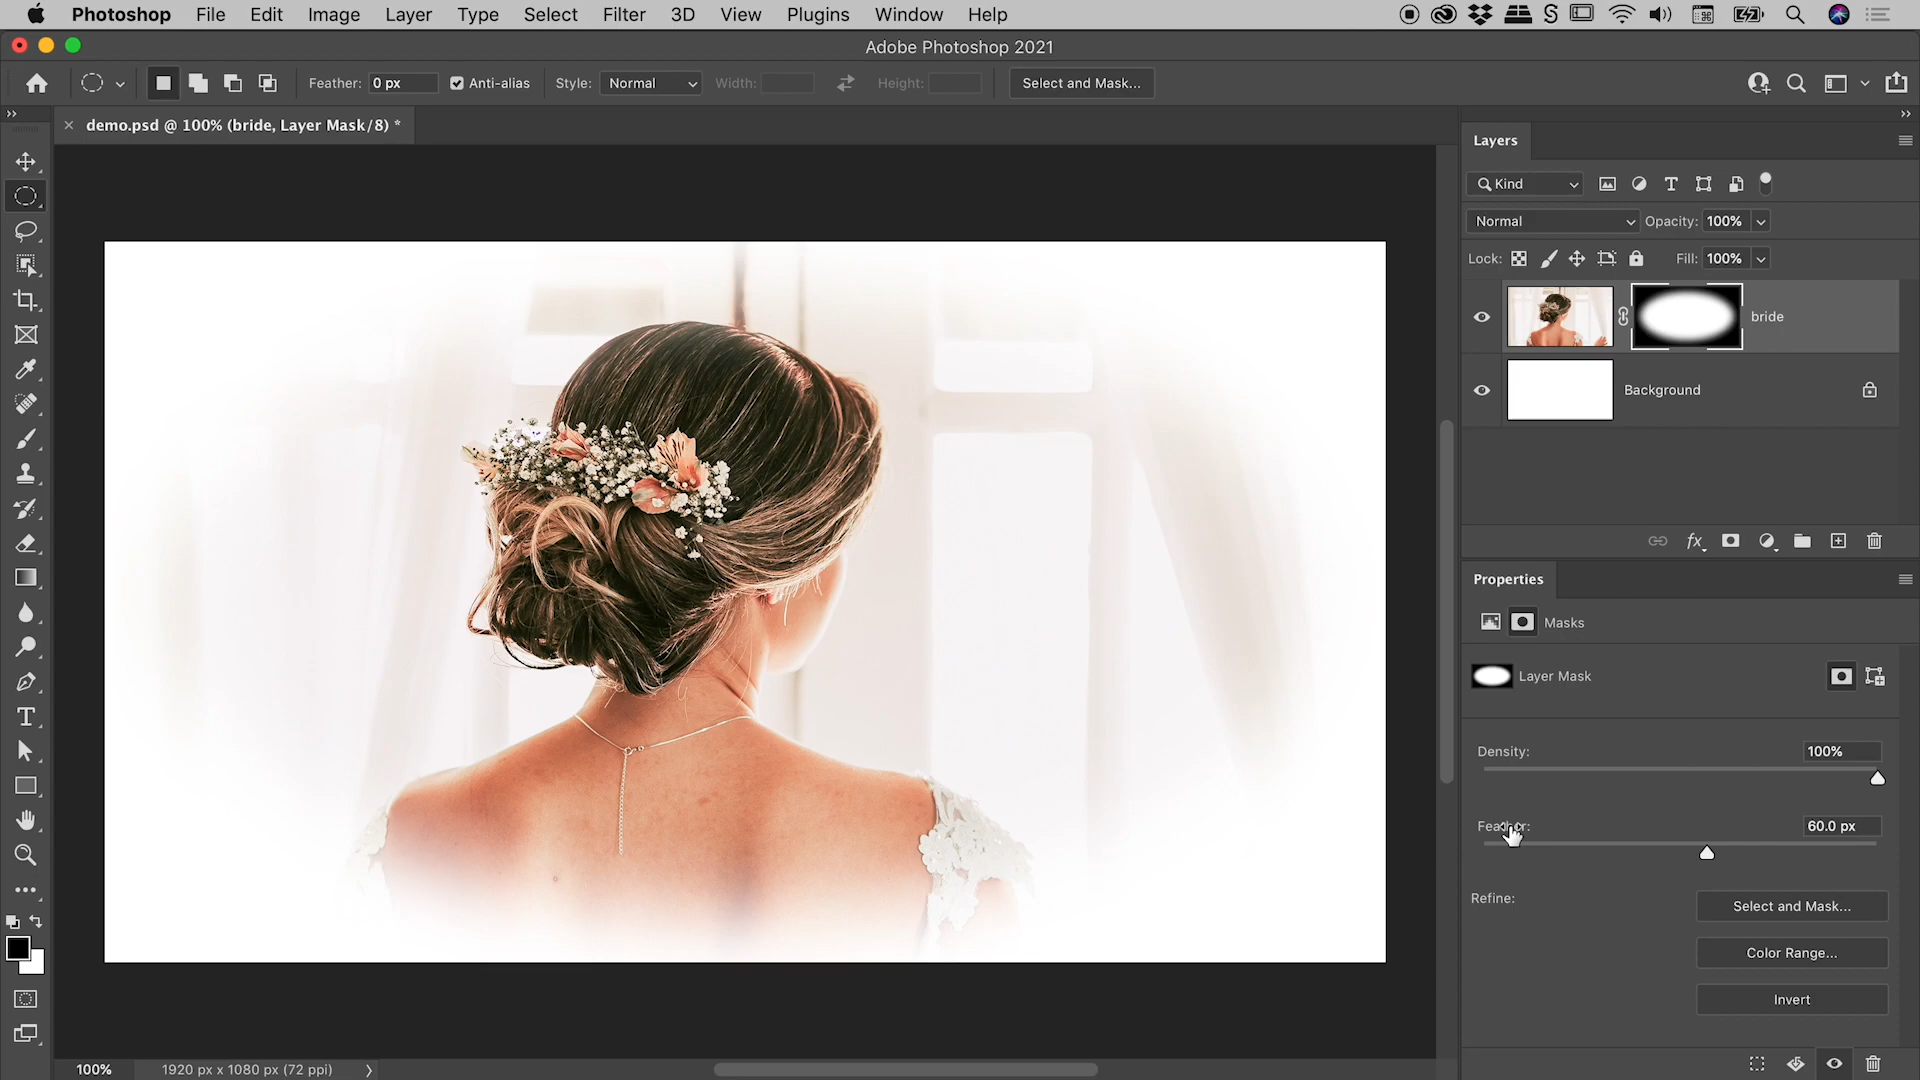 Photoshop File Edit Image Layer Type Select Filter 3D View Plugins Window Help
Adobe Photoshop 2021
Feather: 0 px Anti-alias Style: Normal Width: Height: Select and Mask...
× demo.psd @ 100% (bride, Layer Mask/8) *
Layers
Kind
Normal Opacity: 100%
Lock: Fill: 100%
bride
Background
fx
Properties
Masks
Layer Mask
Density: 100%
Feather: 60.0 px
Refine: Select and Mask...
Color Range...
Invert
100% 1920 px x 1080 px (72 ppi)